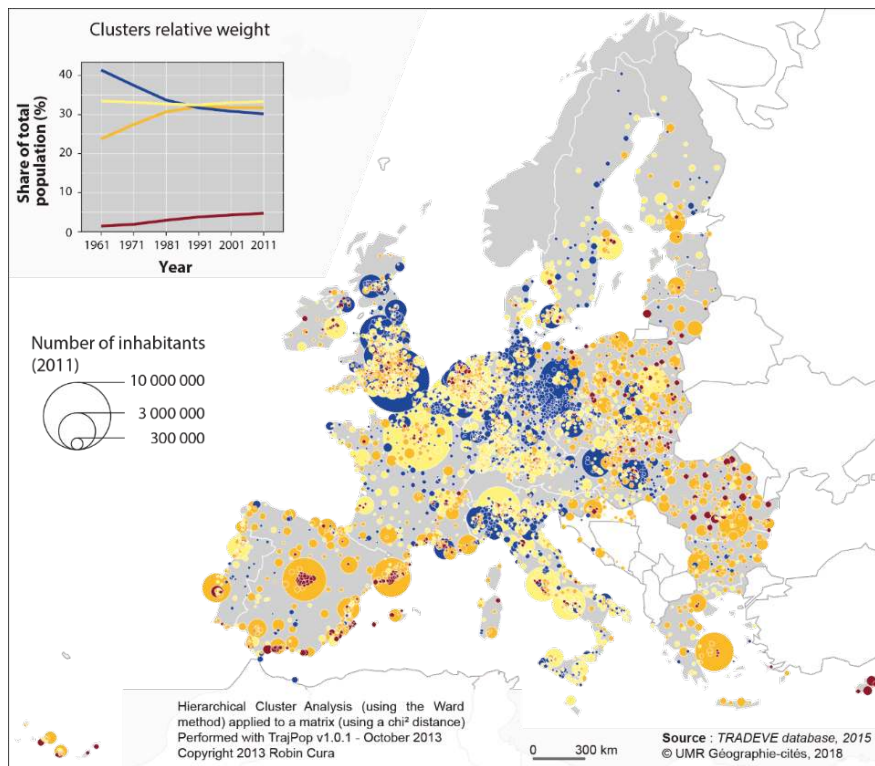 Clusters relative weight
Share of total
population (%)
40
30
20
10
0
1961 1971 1981 1991 2001 2011
Year
Number of inhabitants
(2011)
10 000 000
3 000 000
300 000
Hierarchical Cluster Analysis (using the Ward
method) applied to a matrix (using a chi² distance)
Performed with TrajPop v1.0.1 - October 2013
Copyright 2013 Robin Cura
0 300 km
Source : TRADEVE database, 2015
© UMR Géographie-cités, 2018